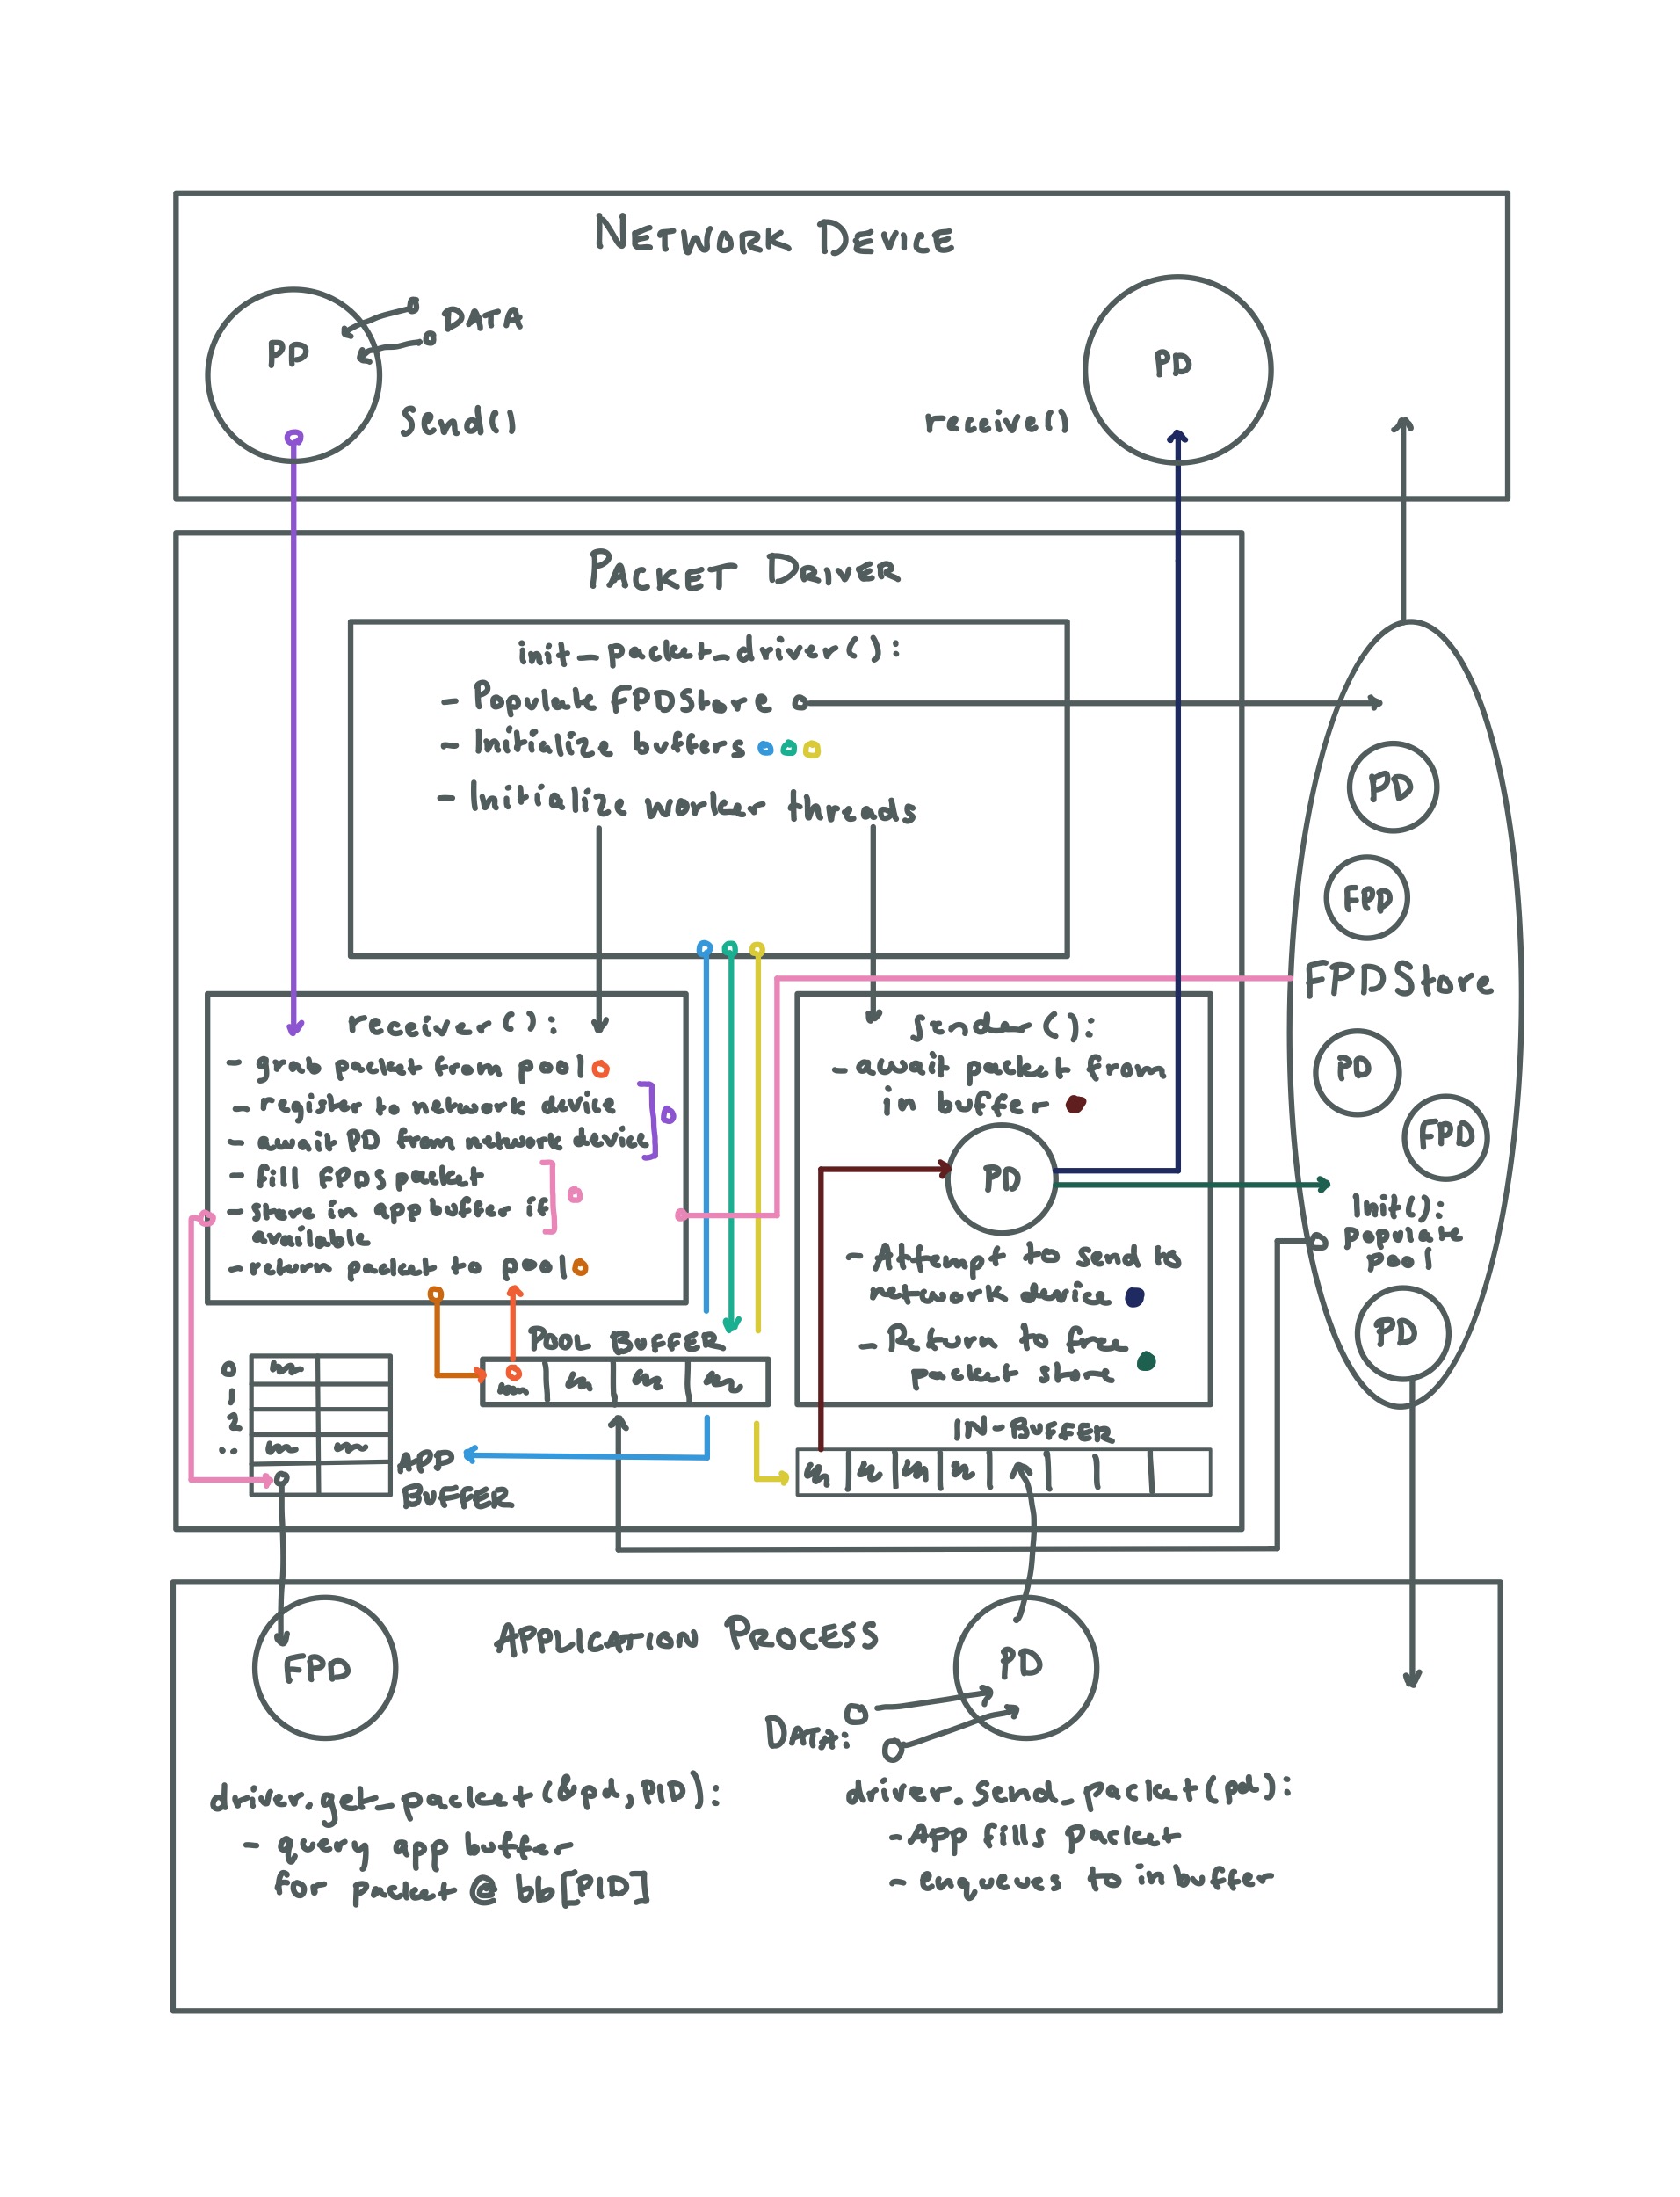 NETWORK DEVICE
PD
DATA
Send()
receive()
PD
PACKET DRIVER
init_packet_driver():
- Populate FPDStore
- Initialize buffers
- Initialize worker threads
PD
FPD
FPDStore
PD
FPD
Init():
populate
pool
PD
receiver():
- grab packet from pool
- register to network device
- await PD from network device
- fill FPDS packet
- store in app buffer if
available
- return packet to pool
sender():
- await packet from
in buffer
PD
- Attempt to send to
network device
- Return to free
packet store
POOL BUFFER
0
1
2
..
APP
BUFFER
IN-BUFFER
APPLICATION PROCESS
FPD
PD
DATA:
driver.get_packet(&pd, PID):
- query app buffer
for packet @ bb[PID]
driver.send_packet(pd):
- App fills packet
- enqueues to in buffer